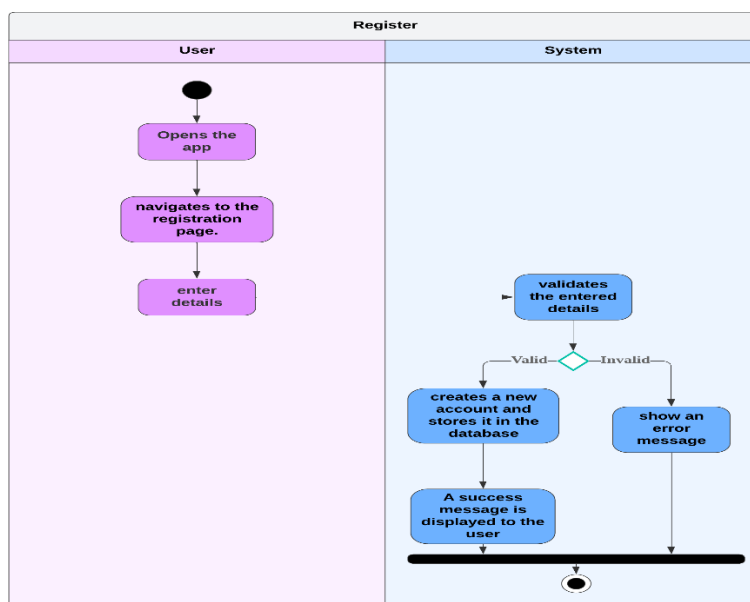 Register
User
System
Opens the
app
navigates to the
registration
page.
enter
details
validates
the entered
details
Valid
Invalid
creates a new
account and
stores it in the
database
show an
error
message
A success
message is
displayed to the
user